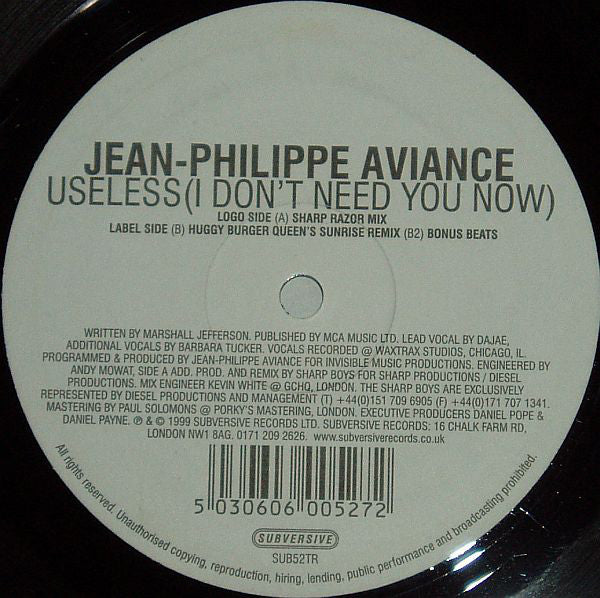 JEAN-PHILIPPE AVIANCE
USELESS(I DON'T NEED YOU NOW)
LOGO SIDE (A) SHARP RAZOR MIX
LABEL SIDE (B) HUGGY BURGER QUEEN'S SUNRISE REMIX (B2) BONUS BEATS
WRITTEN BY MARSHALL JEFFERSON. PUBLISHED BY MCA MUSIC LTD. LEAD VOCAL BY DAJAE,
ADDITIONAL VOCALS BY BARBARA TUCKER. VOCALS RECORDED @ WAXTRAX STUDIOS, CHICAGO, IL.
PROGRAMMED & PRODUCED BY JEAN-PHILIPPE AVIANCE FOR INVISIBLE MUSIC PRODUCTIONS. ENGINEERED BY
ANDY MOWAT, SIDE A ADD. PROD. AND REMIX BY SHARP BOYS FOR SHARP PRODUCTIONS / DIESEL
PRODUCTIONS. MIX ENGINEER KEVIN WHITE @ GCHQ, LONDON. THE SHARP BOYS ARE EXCLUSIVELY
REPRESENTED BY DIESEL PRODUCTIONS AND MANAGEMENT (T) +44(0)151 709 6905 (F) +44(0)171 707 1341.
MASTERING BY PAUL SOLOMONS @ PORKY'S MASTERING, LONDON. EXECUTIVE PRODUCERS DANIEL POPE &
DANIEL PAYNE. ℗ & © 1999 SUBVERSIVE RECORDS LTD. SUBVERSIVE RECORDS: 16 CHALK FARM RD,
LONDON NW1 8AG. 0171 209 2626. www.subversiverecords.co.uk
5 030606 005272
SUBVERSIVE
SUB52TR
All rights reserved. Unauthorised copying, reproduction, hiring, lending, public performance and broadcasting prohibited.